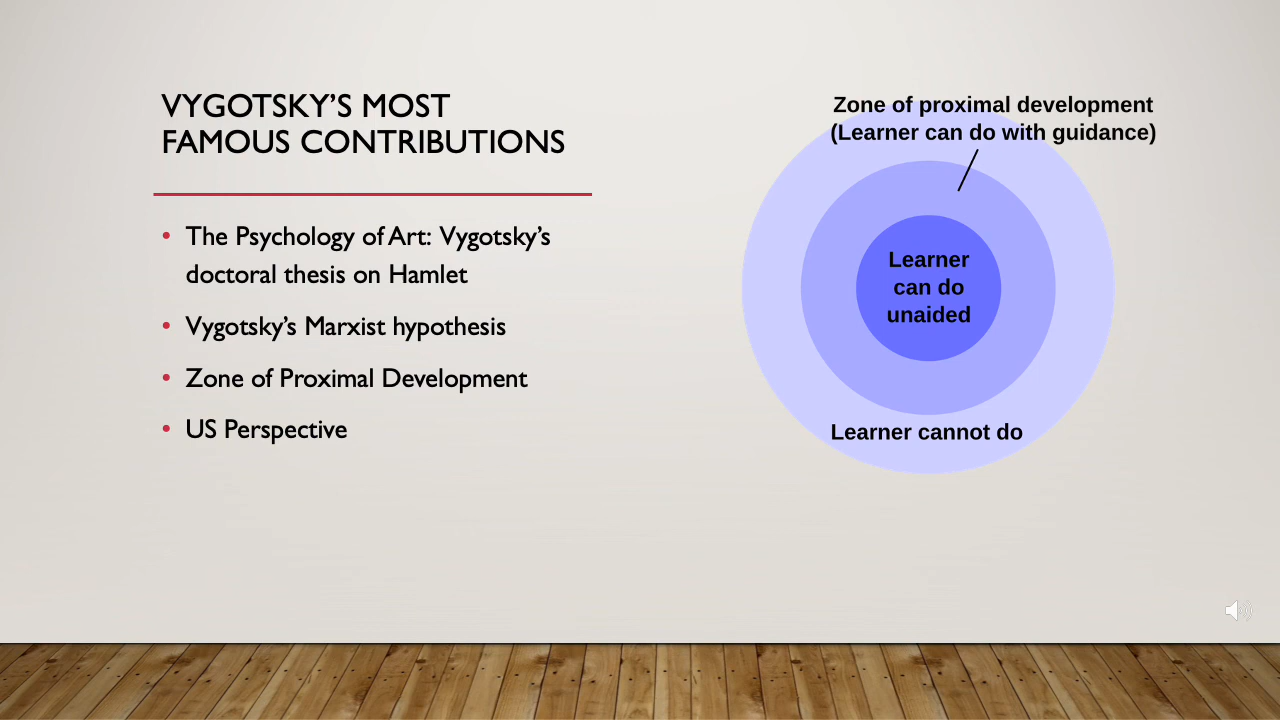 VYGOTSKY’S MOST
FAMOUS CONTRIBUTIONS
• The Psychology of Art: Vygotsky’s
doctoral thesis on Hamlet
• Vygotsky’s Marxist hypothesis
• Zone of Proximal Development
• US Perspective
Zone of proximal development
(Learner can do with guidance)
Learner
can do
unaided
Learner cannot do